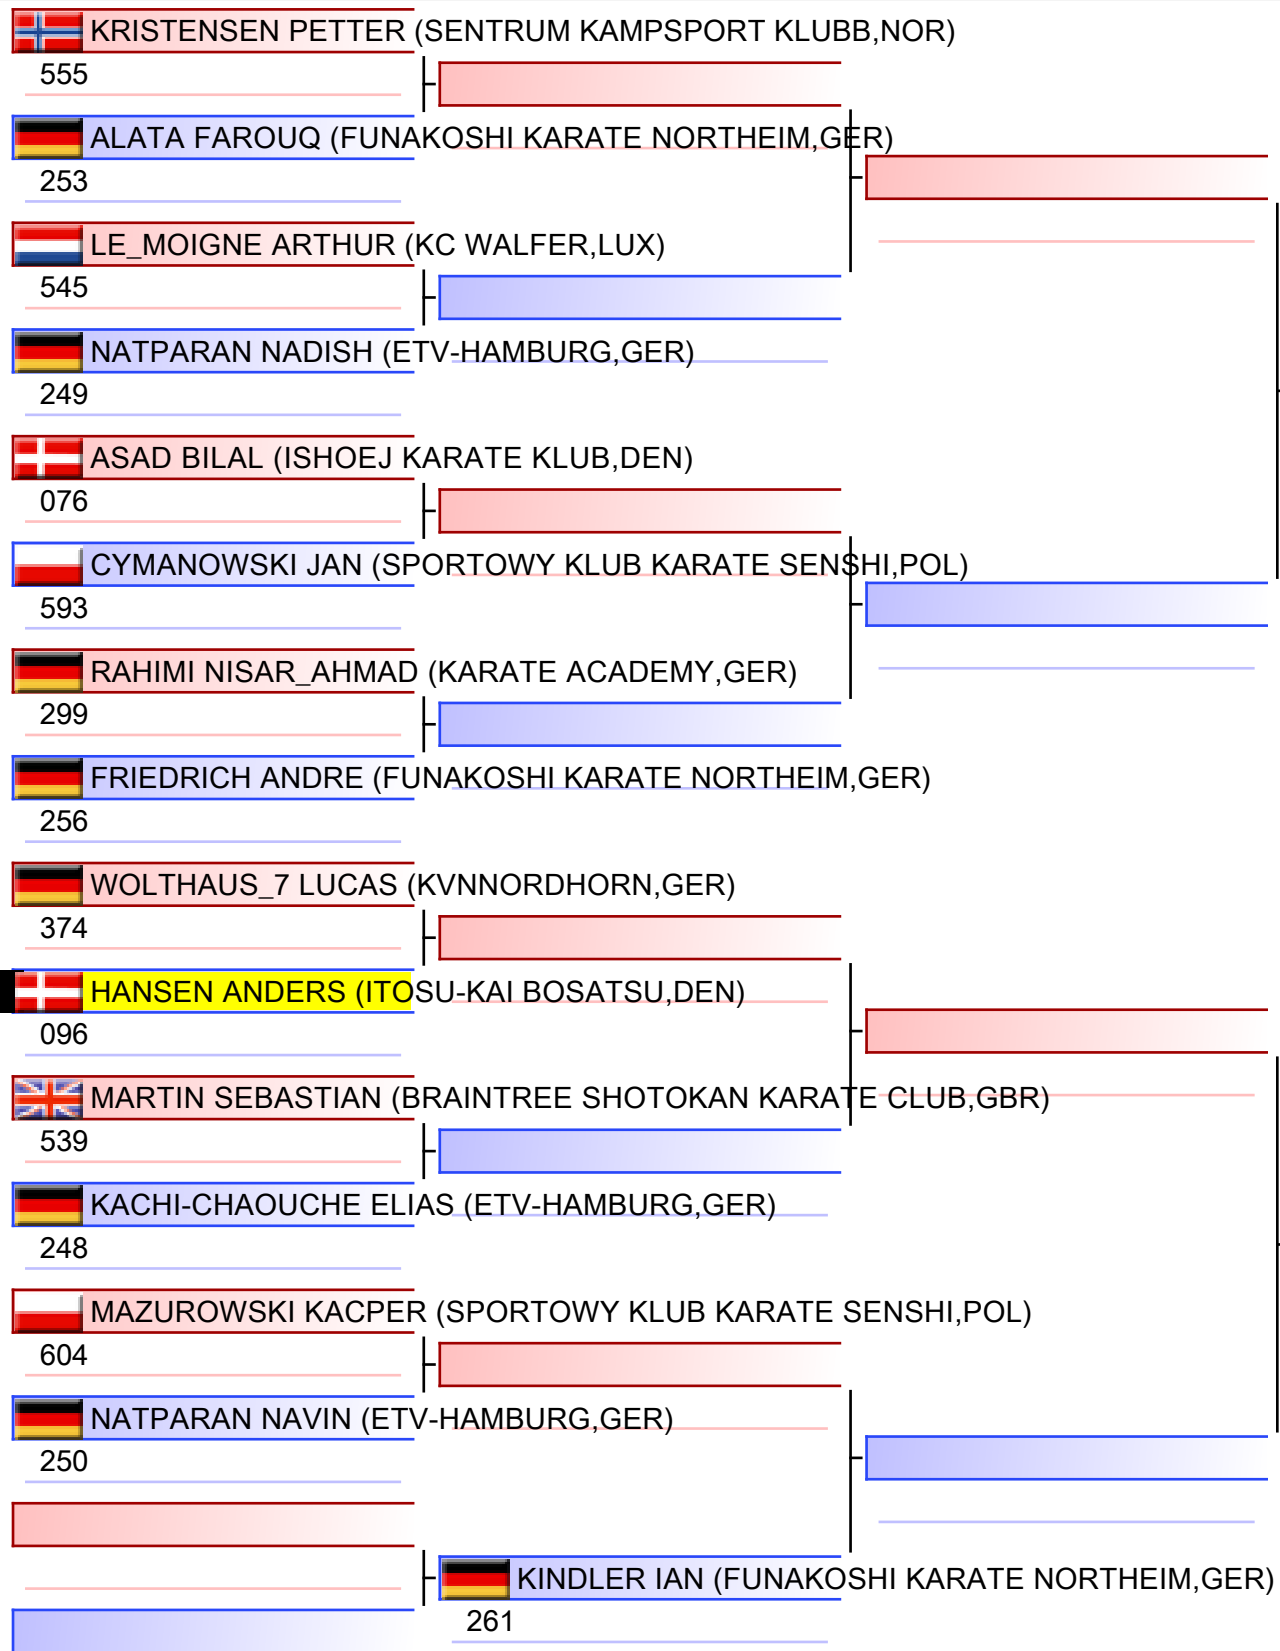 KRISTENSEN PETTER (SENTRUM KAMPSPORT KLUBB,NOR)
555
ALATA FAROUQ (FUNAKOSHI KARATE NORTHEIM,GER)
253
LE_MOIGNE ARTHUR (KC WALFER,LUX)
545
NATPARAN NADISH (ETV-HAMBURG,GER)
249
ASAD BILAL (ISHOEJ KARATE KLUB,DEN)
076
CYMANOWSKI JAN (SPORTOWY KLUB KARATE SENSHI,POL)
593
RAHIMI NISAR_AHMAD (KARATE ACADEMY,GER)
299
FRIEDRICH ANDRE (FUNAKOSHI KARATE NORTHEIM,GER)
256
WOLTHAUS_7 LUCAS (KVNNORDHORN,GER)
374
HANSEN ANDERS (ITOSU-KAI BOSATSU,DEN)
096
MARTIN SEBASTIAN (BRAINTREE SHOTOKAN KARATE CLUB,GBR)
539
KACHI-CHAOUCHE ELIAS (ETV-HAMBURG,GER)
248
MAZUROWSKI KACPER (SPORTOWY KLUB KARATE SENSHI,POL)
604
NATPARAN NAVIN (ETV-HAMBURG,GER)
250
KINDLER IAN (FUNAKOSHI KARATE NORTHEIM,GER)
261